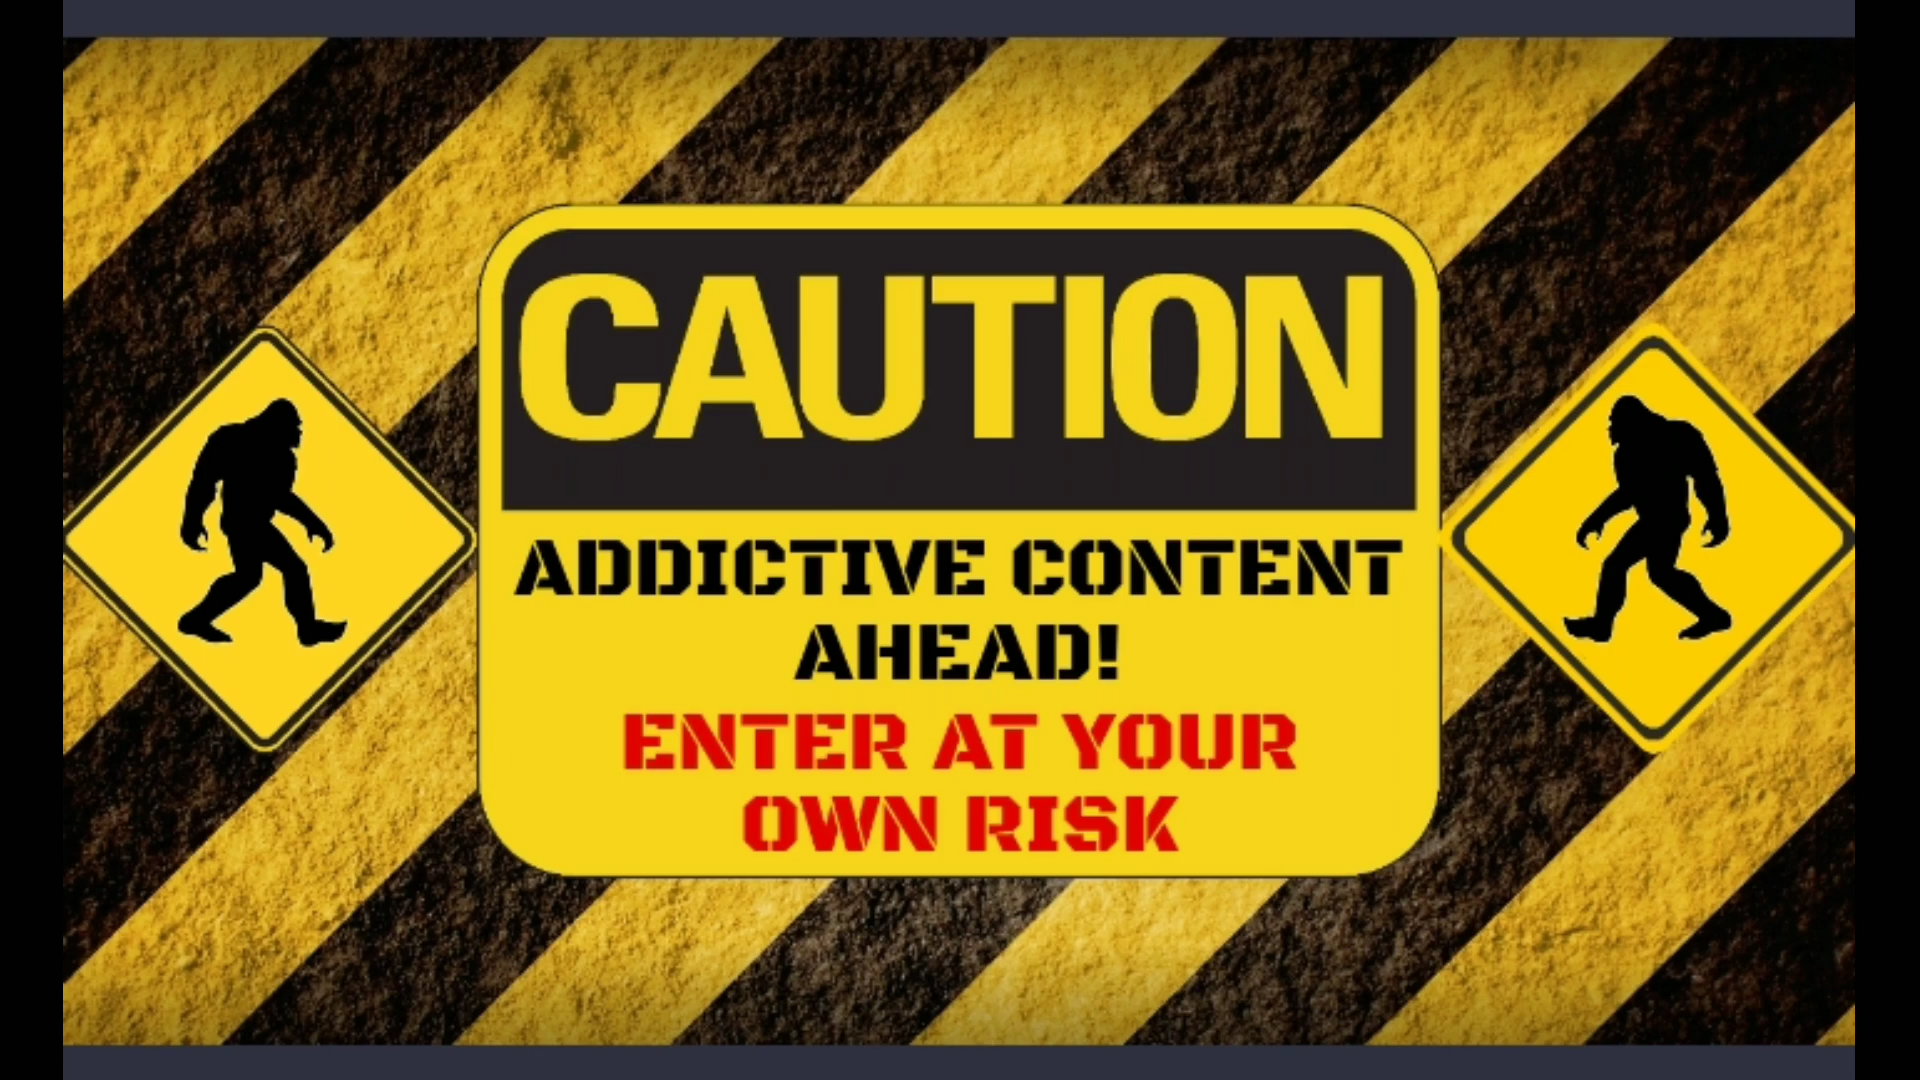 CAUTION
ADDICTIVE CONTENT
AHEAD!
ENTER AT YOUR
OWN RISK